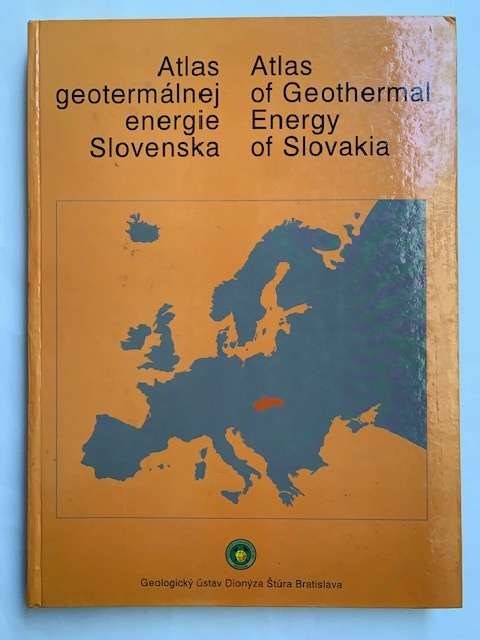 Atlas
geotermálnej
energie
Slovenska
Atlas
of Geothermal
Energy
of Slovakia
Geologický ústav Dionýza Štúra Bratislava